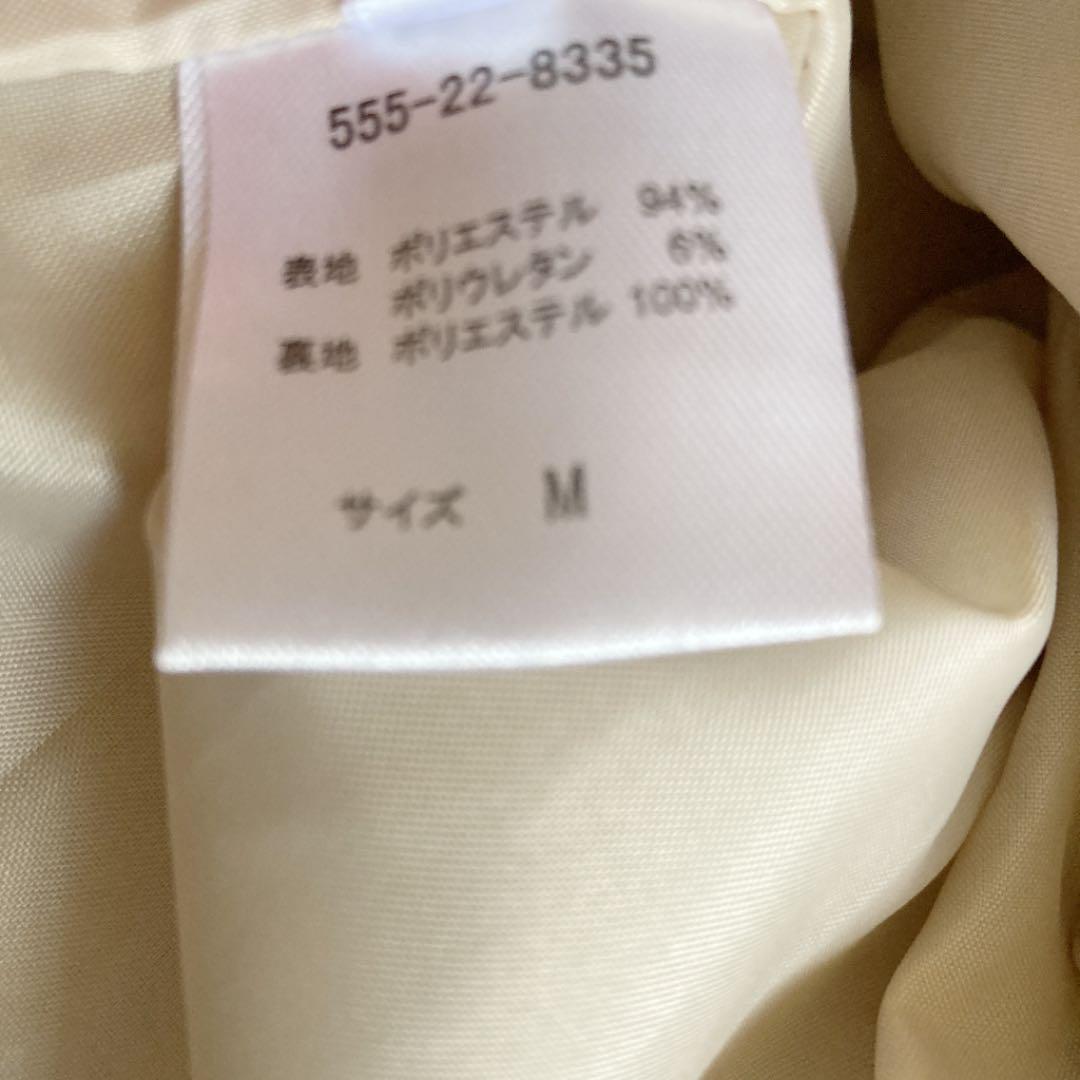 555-22-8335
表地 ポリエステル 94%
ポリウレタン 6%
裏地 ポリエステル 100%
サイズ M